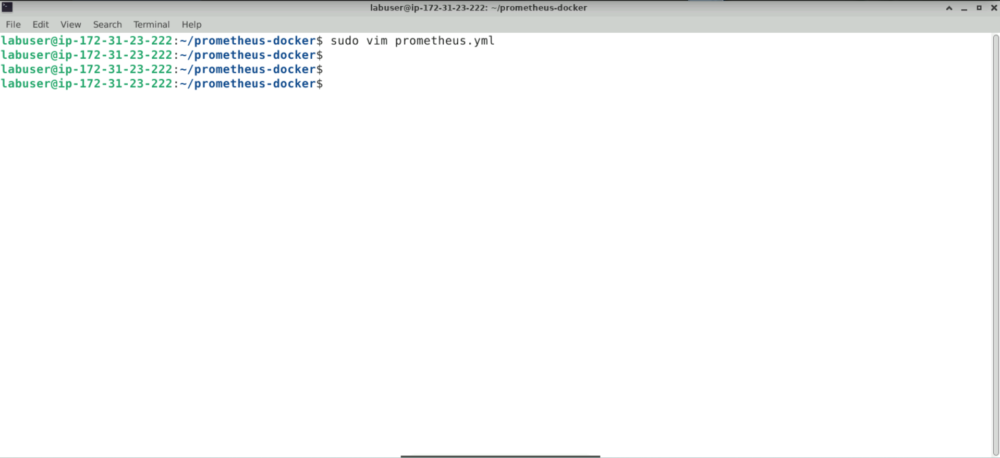 labuser@ip-172-31-23-222: ~/prometheus-docker
File Edit View Search Terminal Help
labuser@ip-172-31-23-222:~/prometheus-docker$ sudo vim prometheus.yml
labuser@ip-172-31-23-222:~/prometheus-docker$
labuser@ip-172-31-23-222:~/prometheus-docker$
labuser@ip-172-31-23-222:~/prometheus-docker$